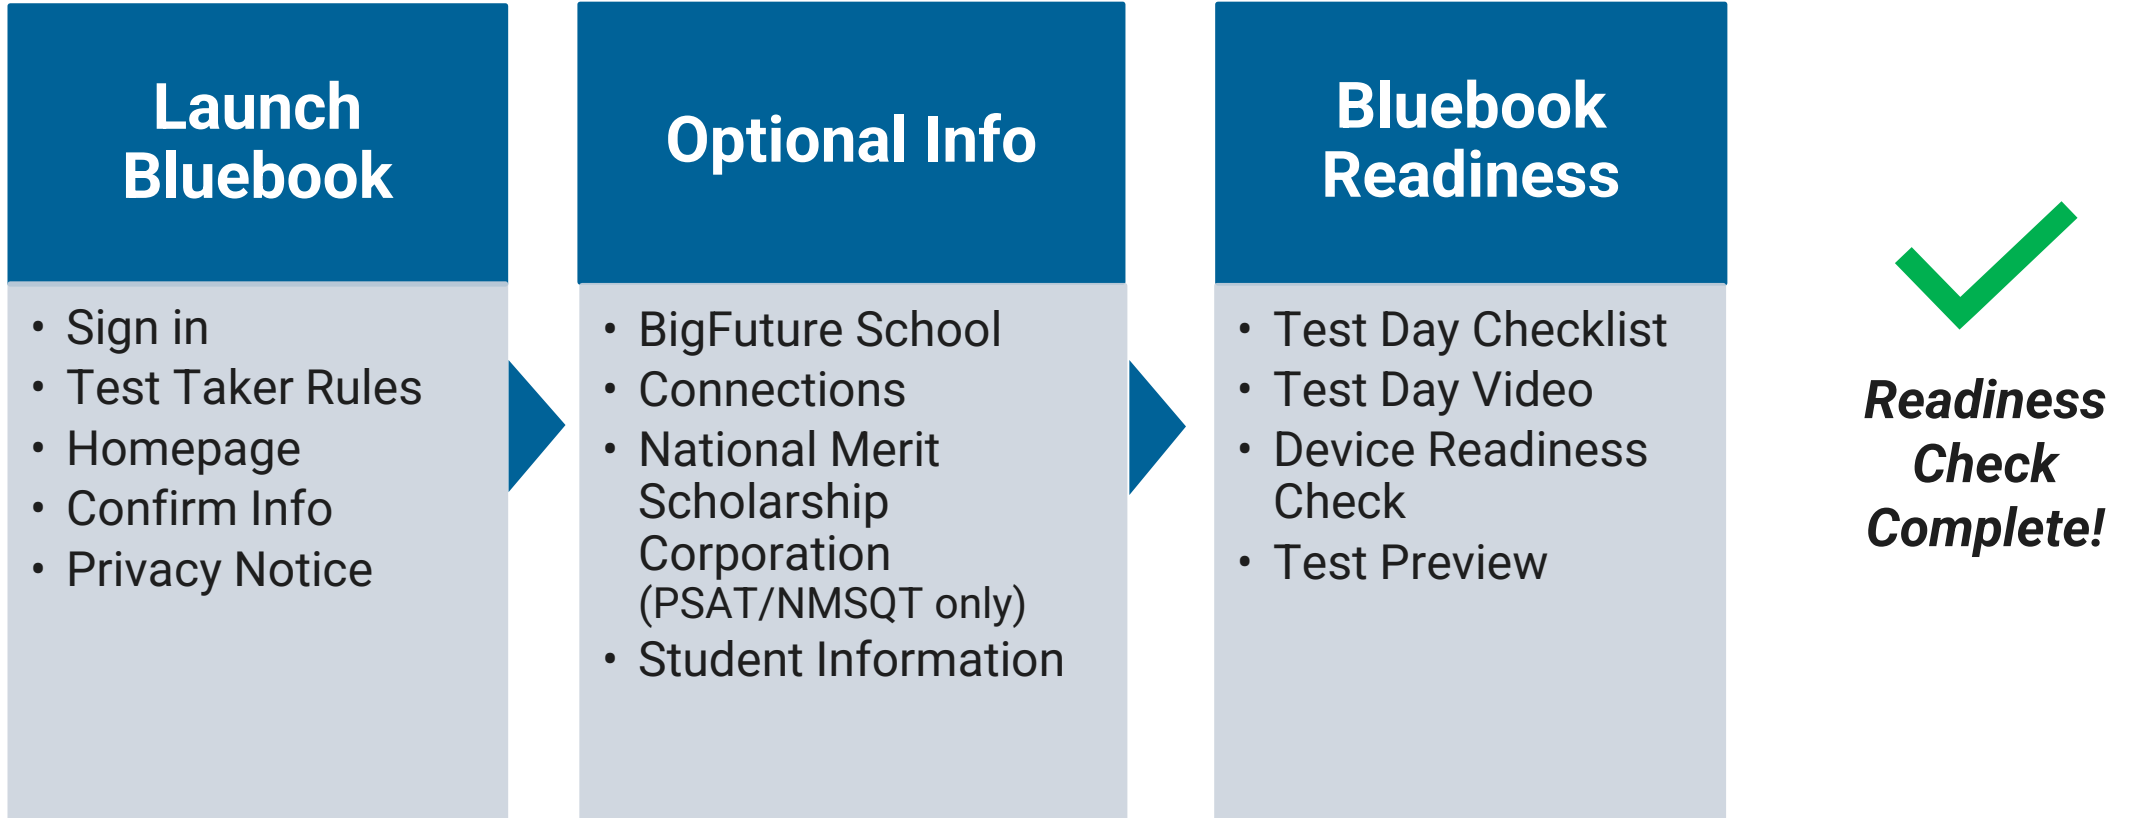 Launch
Bluebook
• Sign in
• Test Taker Rules
• Homepage
• Confirm Info
• Privacy Notice
Optional Info
• BigFuture School
• Connections
• National Merit
Scholarship
Corporation
(PSAT/NMSQT only)
• Student Information
Bluebook
Readiness
• Test Day Checklist
• Test Day Video
• Device Readiness
Check
• Test Preview
Readiness
Check
Complete!